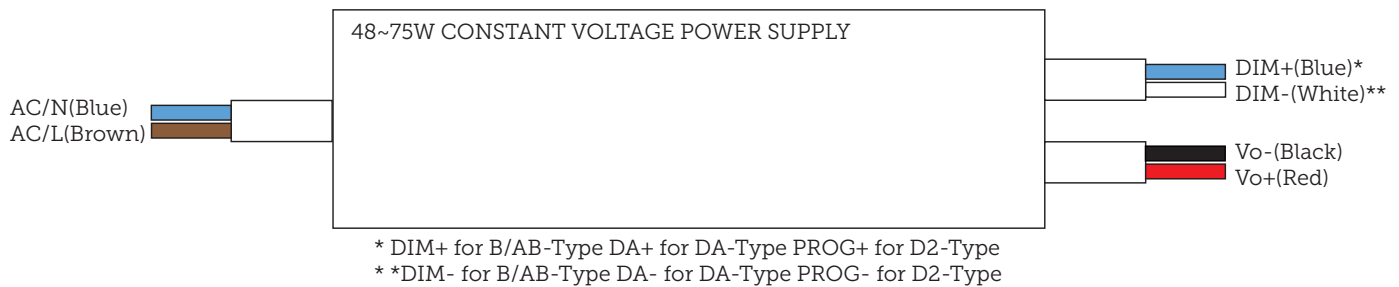 48~75W CONSTANT VOLTAGE POWER SUPPLY
AC/N(Blue)
AC/L(Brown)
DIM+(Blue)*
DIM-(White)**
Vo-(Black)
Vo+(Red)
* DIM+ for B/AB-Type DA+ for DA-Type PROG+ for D2-Type
* *DIM- for B/AB-Type DA- for DA-Type PROG- for D2-Type